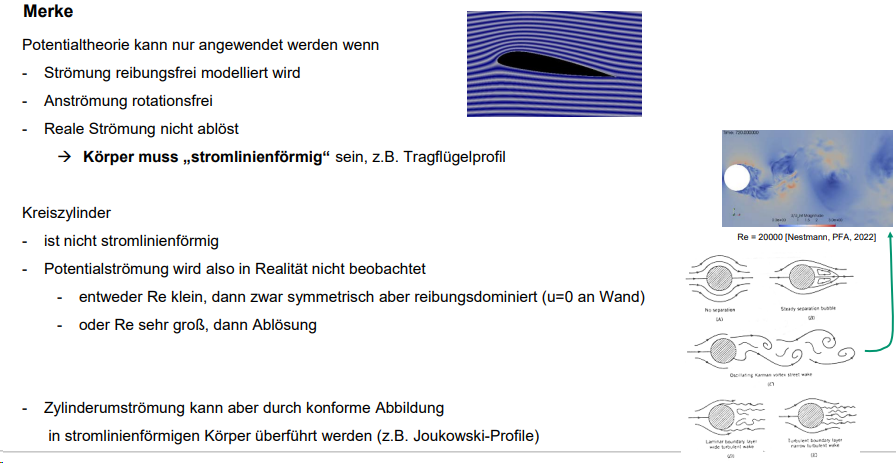 Merke
Potentialtheorie kann nur angewendet werden wenn
- Strömung reibungsfrei modelliert wird
- Anströmung rotationsfrei
- Reale Strömung nicht ablöst
→ Körper muss „stromlinienförmig“ sein, z.B. Tragflügelprofil
Kreiszylinder
- ist nicht stromlinienförmig
- Potentialströmung wird also in Realität nicht beobachtet
- entweder Re klein, dann zwar symmetrisch aber reibungsdominiert (u=0 an Wand)
- oder Re sehr groß, dann Ablösung
- Zylinderumströmung kann aber durch konforme Abbildung
in stromlinienförmigen Körper überführt werden (z.B. Joukowski-Profile)
Re = 20000 [Nestmann, PFA, 2022]
No separation
(A)
Steady separation bubble
(B)
Oscillating Karman vortex street wake
(C)
Laminar boundary layer
wide turbulent wake
(D)
Turbulent boundary layer
narrow turbulent wake
(E)